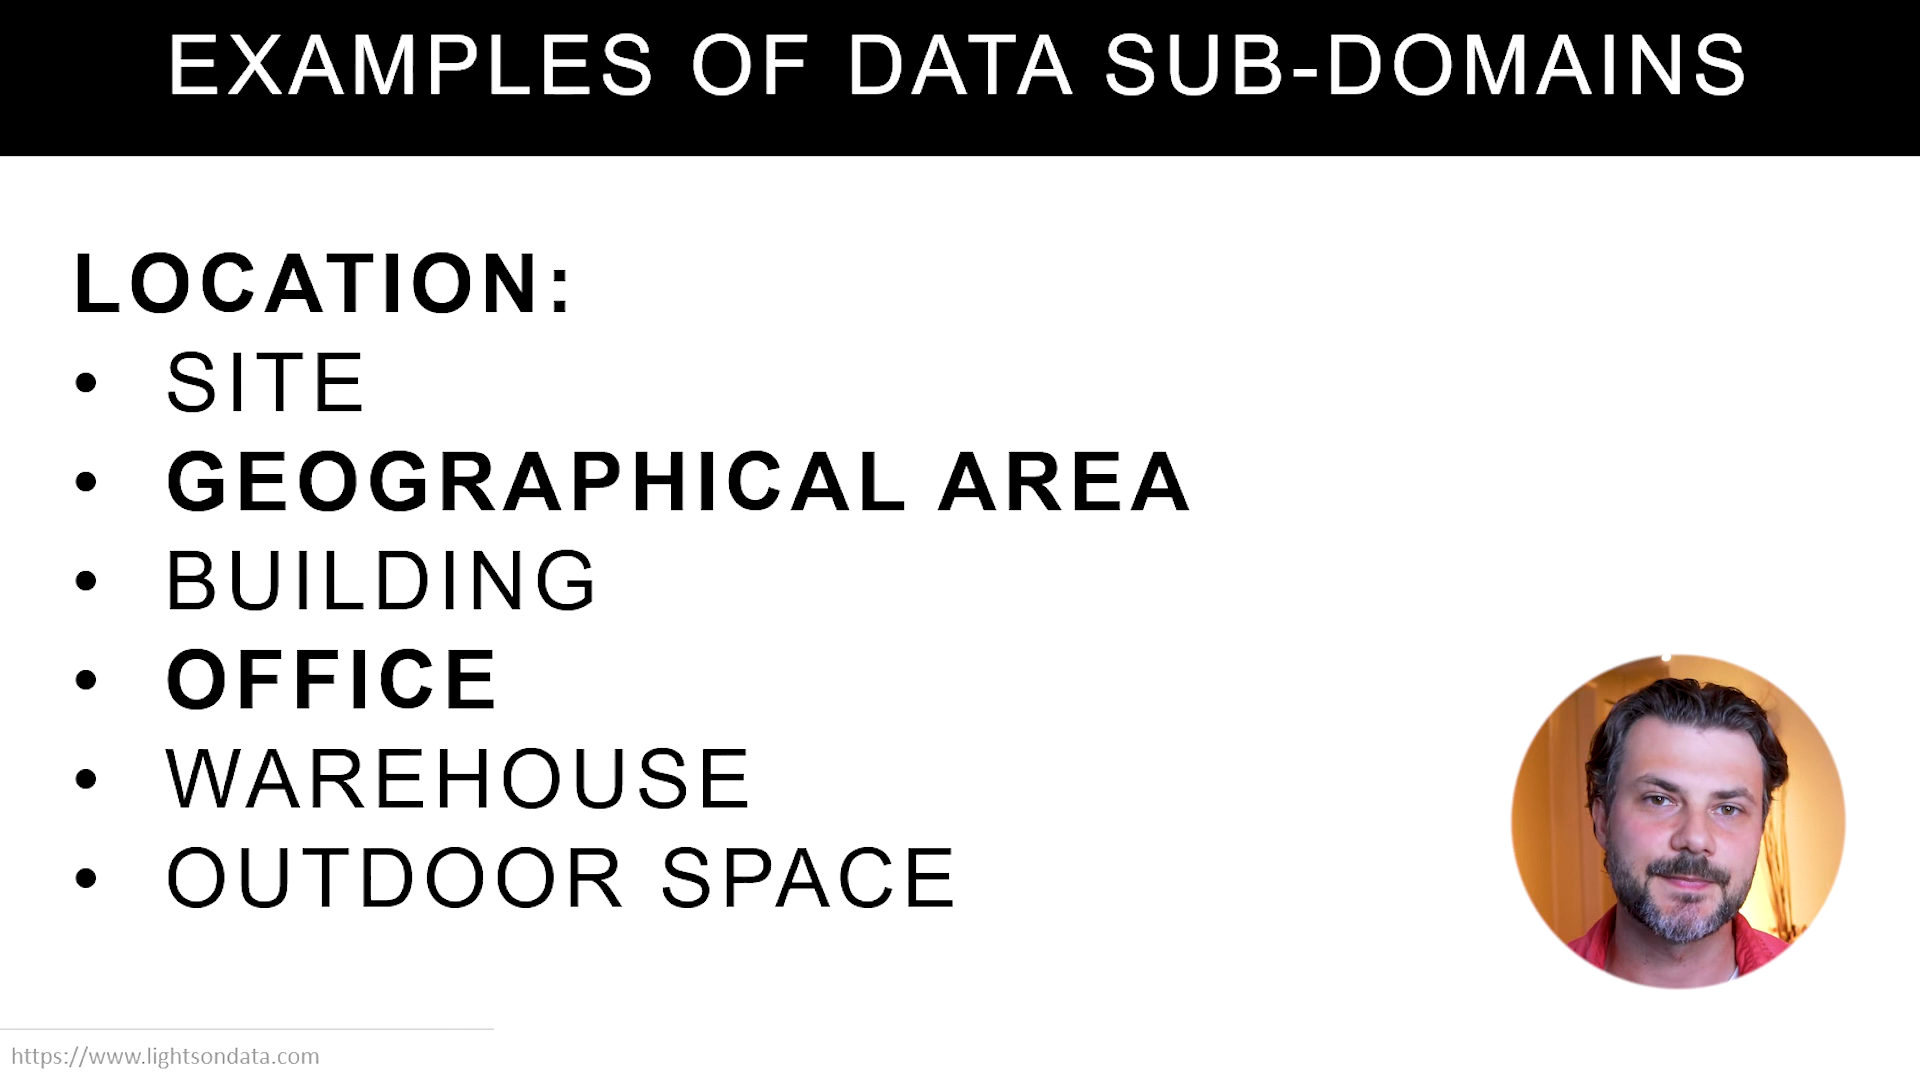 EXAMPLES OF DATA SUB-DOMAINS
LOCATION:
• SITE
• GEOGRAPHICAL AREA
• BUILDING
• OFFICE
• WAREHOUSE
• OUTDOOR SPACE
https://www.lightsondata.com